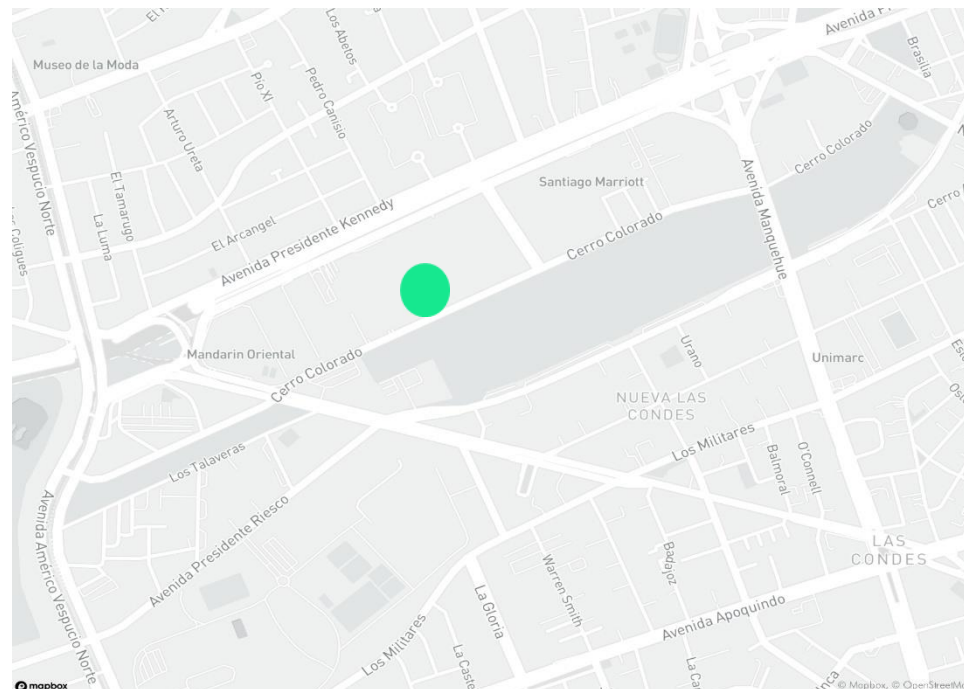 Los Abetos
Avenida
Museo de la Moda
Pío XI
Pedro Canisio
Brasilia
Américo Vespucio Norte
Arturo Ureta
El Tamarugo
La Luma
Cerro Colorado
Santiago Marriott
Avenida Manquehue
El Arcangel
Avenida Presidente Kennedy
Cerro Colorado
Coligues
Mandarin Oriental
Cerro Colorado
Urano
Unimarc
NUEVA LAS
CONDES
Los Militares
Balmoral
O'Connell
Los Talaveras
Avenida Presidente Riesco
Avenida Américo Vespucio Norte
LAS
CONDES
Badajoz
Warren Smith
La Gloria
Avenida Apoquindo
Los Militares
mapbox
© Mapbox, ©